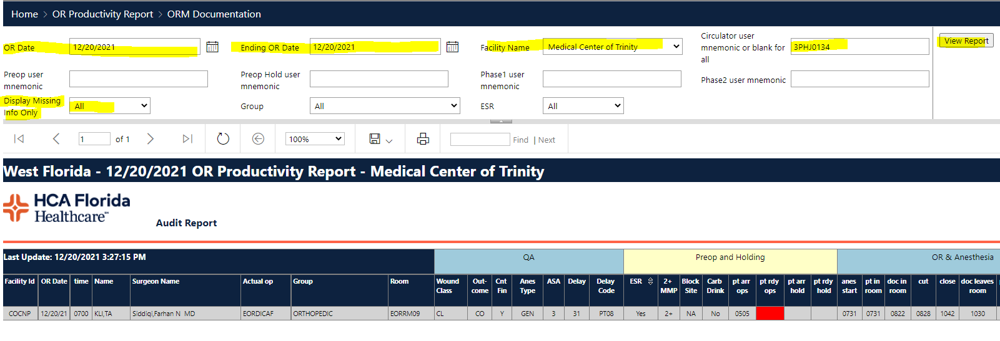 Home > OR Productivity Report > ORM Documentation
OR Date 12/20/2021 Ending OR Date 12/20/2021 Facility Name Medical Center of Trinity Circulator user mnemonic or blank for all 3PHJ0134 View Report
Preop user mnemonic Preop Hold user mnemonic Phase1 user mnemonic Phase2 user mnemonic
Display Missing Info Only All Group All ESR All
1 of 1 100% Find | Next
West Florida - 12/20/2021 OR Productivity Report - Medical Center of Trinity
HCA Florida
Healthcare℠
Audit Report
Last Update: 12/20/2021 3:27:15 PM QA Preop and Holding OR & Anesthesia
Facility Id OR Date time Name Surgeon Name Actual op Group Room Wound Class Out-come Cnt Fin Anes Type ASA Delay Delay Code ESR 2+ MMP Block Site Carb Drink pt arr ops pt rdy ops pt arr hold pt rdy hold anes start pt in room doc in room cut close doc leaves room
COCNP 12/20/21 0700 KLI,TA Siddiqi,Farhan N MD EORDICAF ORTHOPEDIC EORRM09 CL CO Y GEN 3 31 PT08 Yes 2+ NA No 0505 0731 0731 0822 0828 1042 1030